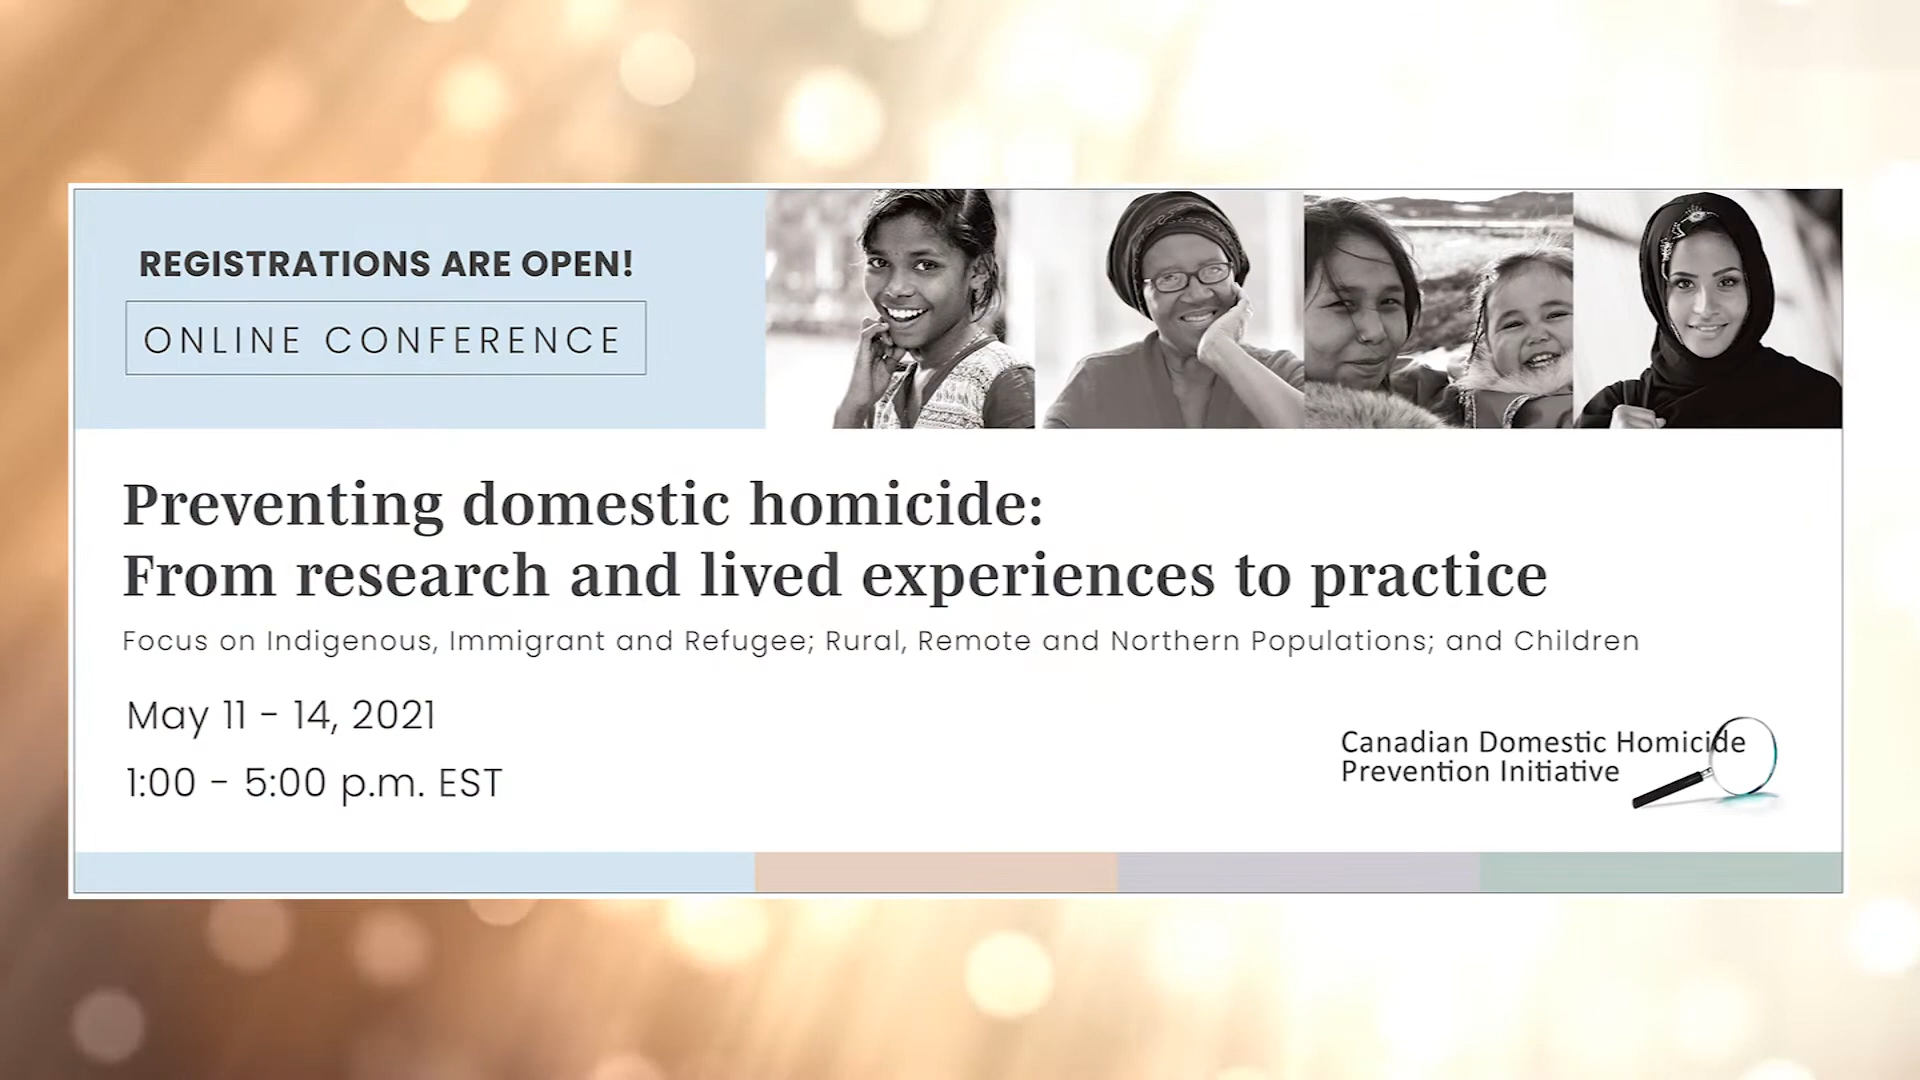 REGISTRATIONS ARE OPEN!
ONLINE CONFERENCE
Preventing domestic homicide:
From research and lived experiences to practice
Focus on Indigenous, Immigrant and Refugee; Rural, Remote and Northern Populations; and Children
May 11 - 14, 2021
1:00 - 5:00 p.m. EST
Canadian Domestic Homicide
Prevention Initiative